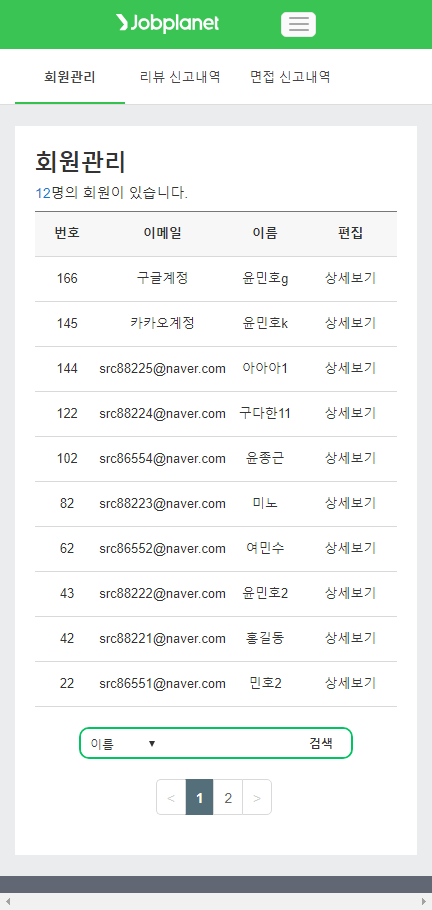 Jobplanet
회원관리 리뷰 신고내역 면접 신고내역
회원관리
12명의 회원이 있습니다.
번호 이메일 이름 편집
166 구글계정 윤민호g 상세보기
145 카카오계정 윤민호k 상세보기
144 src88225@naver.com 아아아1 상세보기
122 src88224@naver.com 구다한11 상세보기
102 src86554@naver.com 윤종근 상세보기
82 src88223@naver.com 미노 상세보기
62 src86552@naver.com 여민수 상세보기
43 src88222@naver.com 윤민호2 상세보기
42 src88221@naver.com 홍길동 상세보기
22 src86551@naver.com 민호2 상세보기
이름 ▼ 검색
< 1 2 >